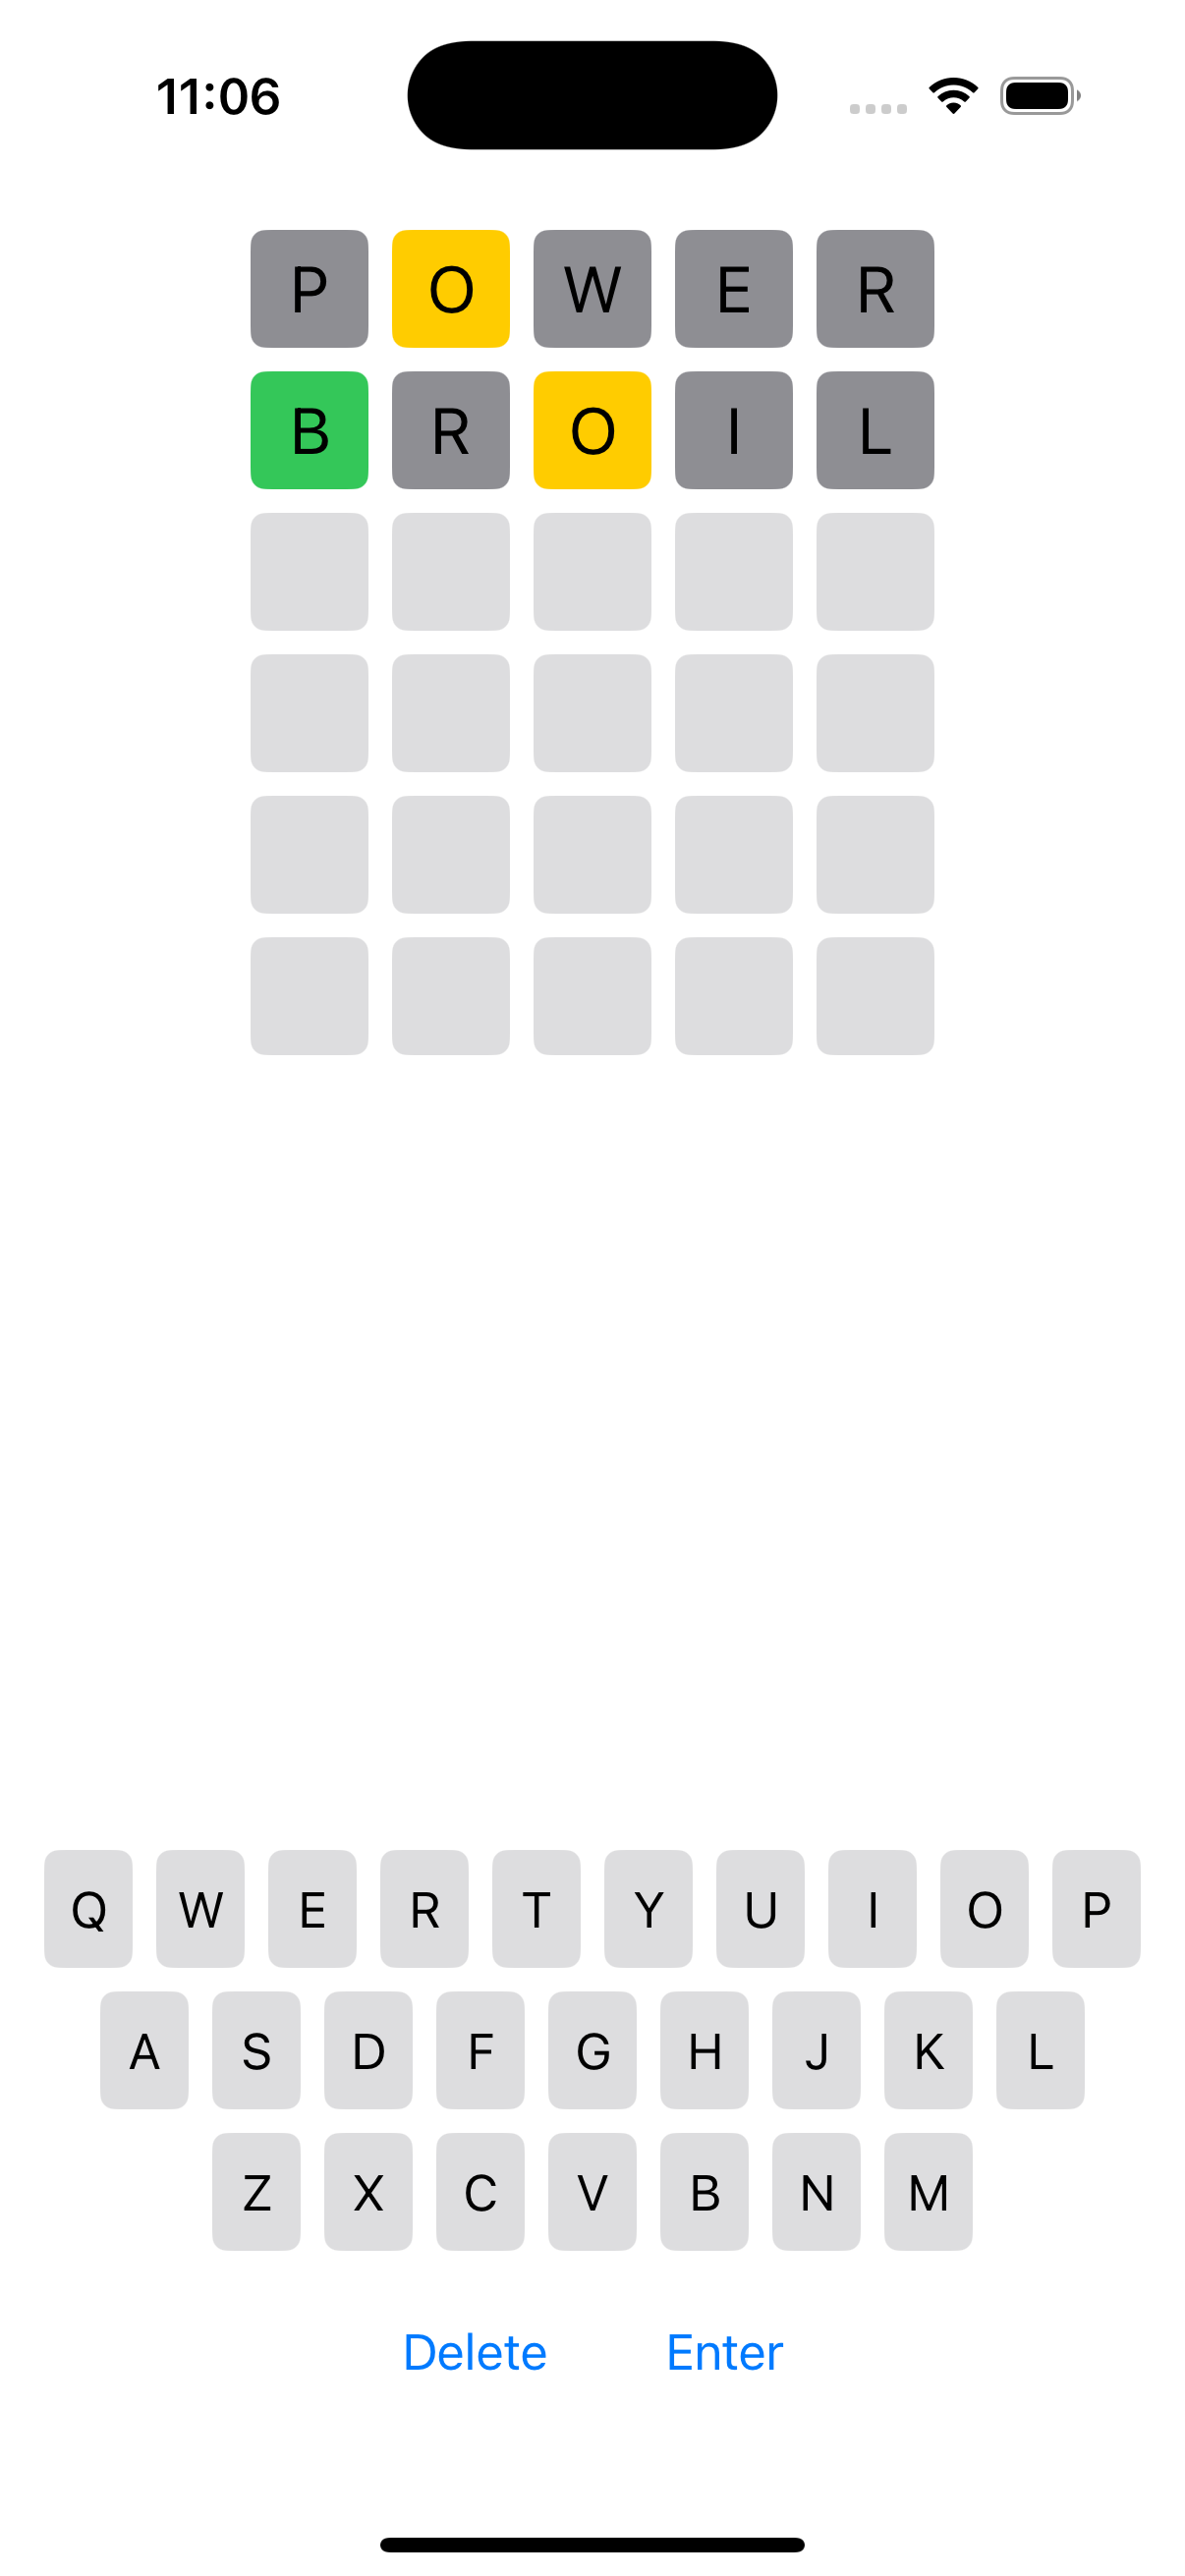 11:06
P O W E R
B R O I L
Q W E R T Y U I O P
A S D F G H J K L
Z X C V B N M
Delete Enter